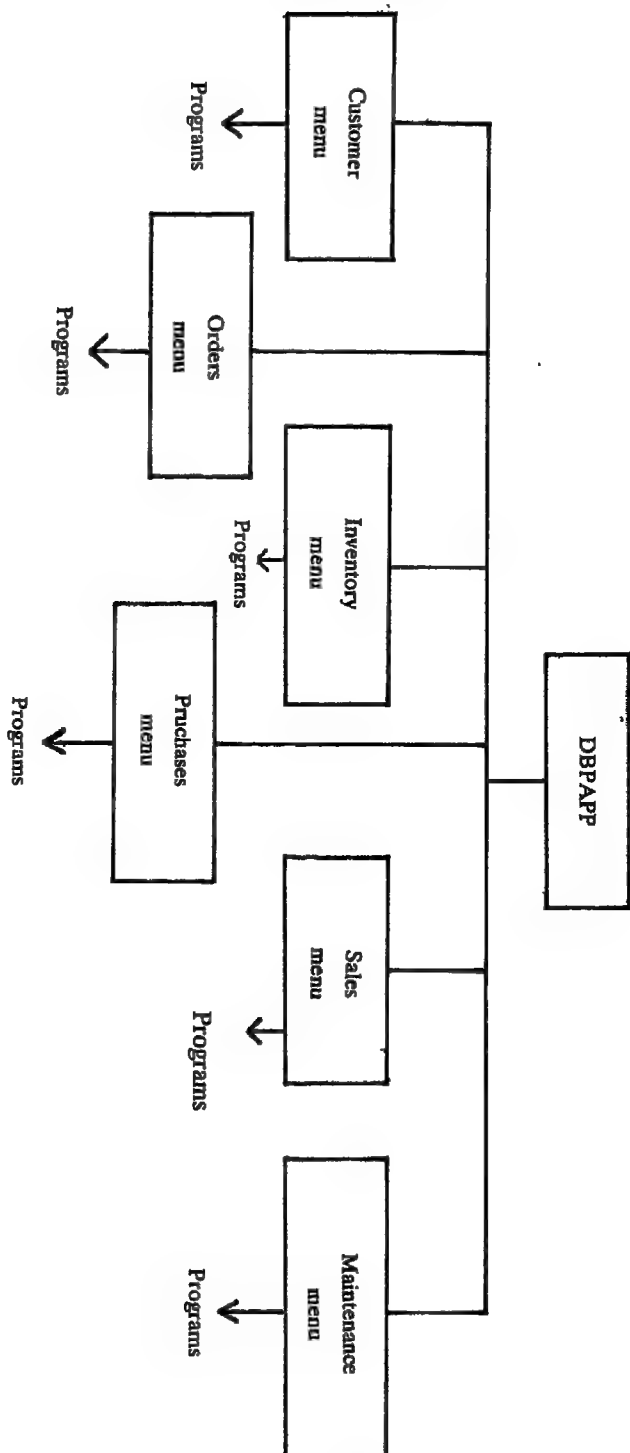 DBPAPP
Customer
menu
Programs
Orders
menu
Programs
Inventory
menu
Programs
Pruchases
menu
Programs
Sales
menu
Programs
Maintenance
menu
Programs